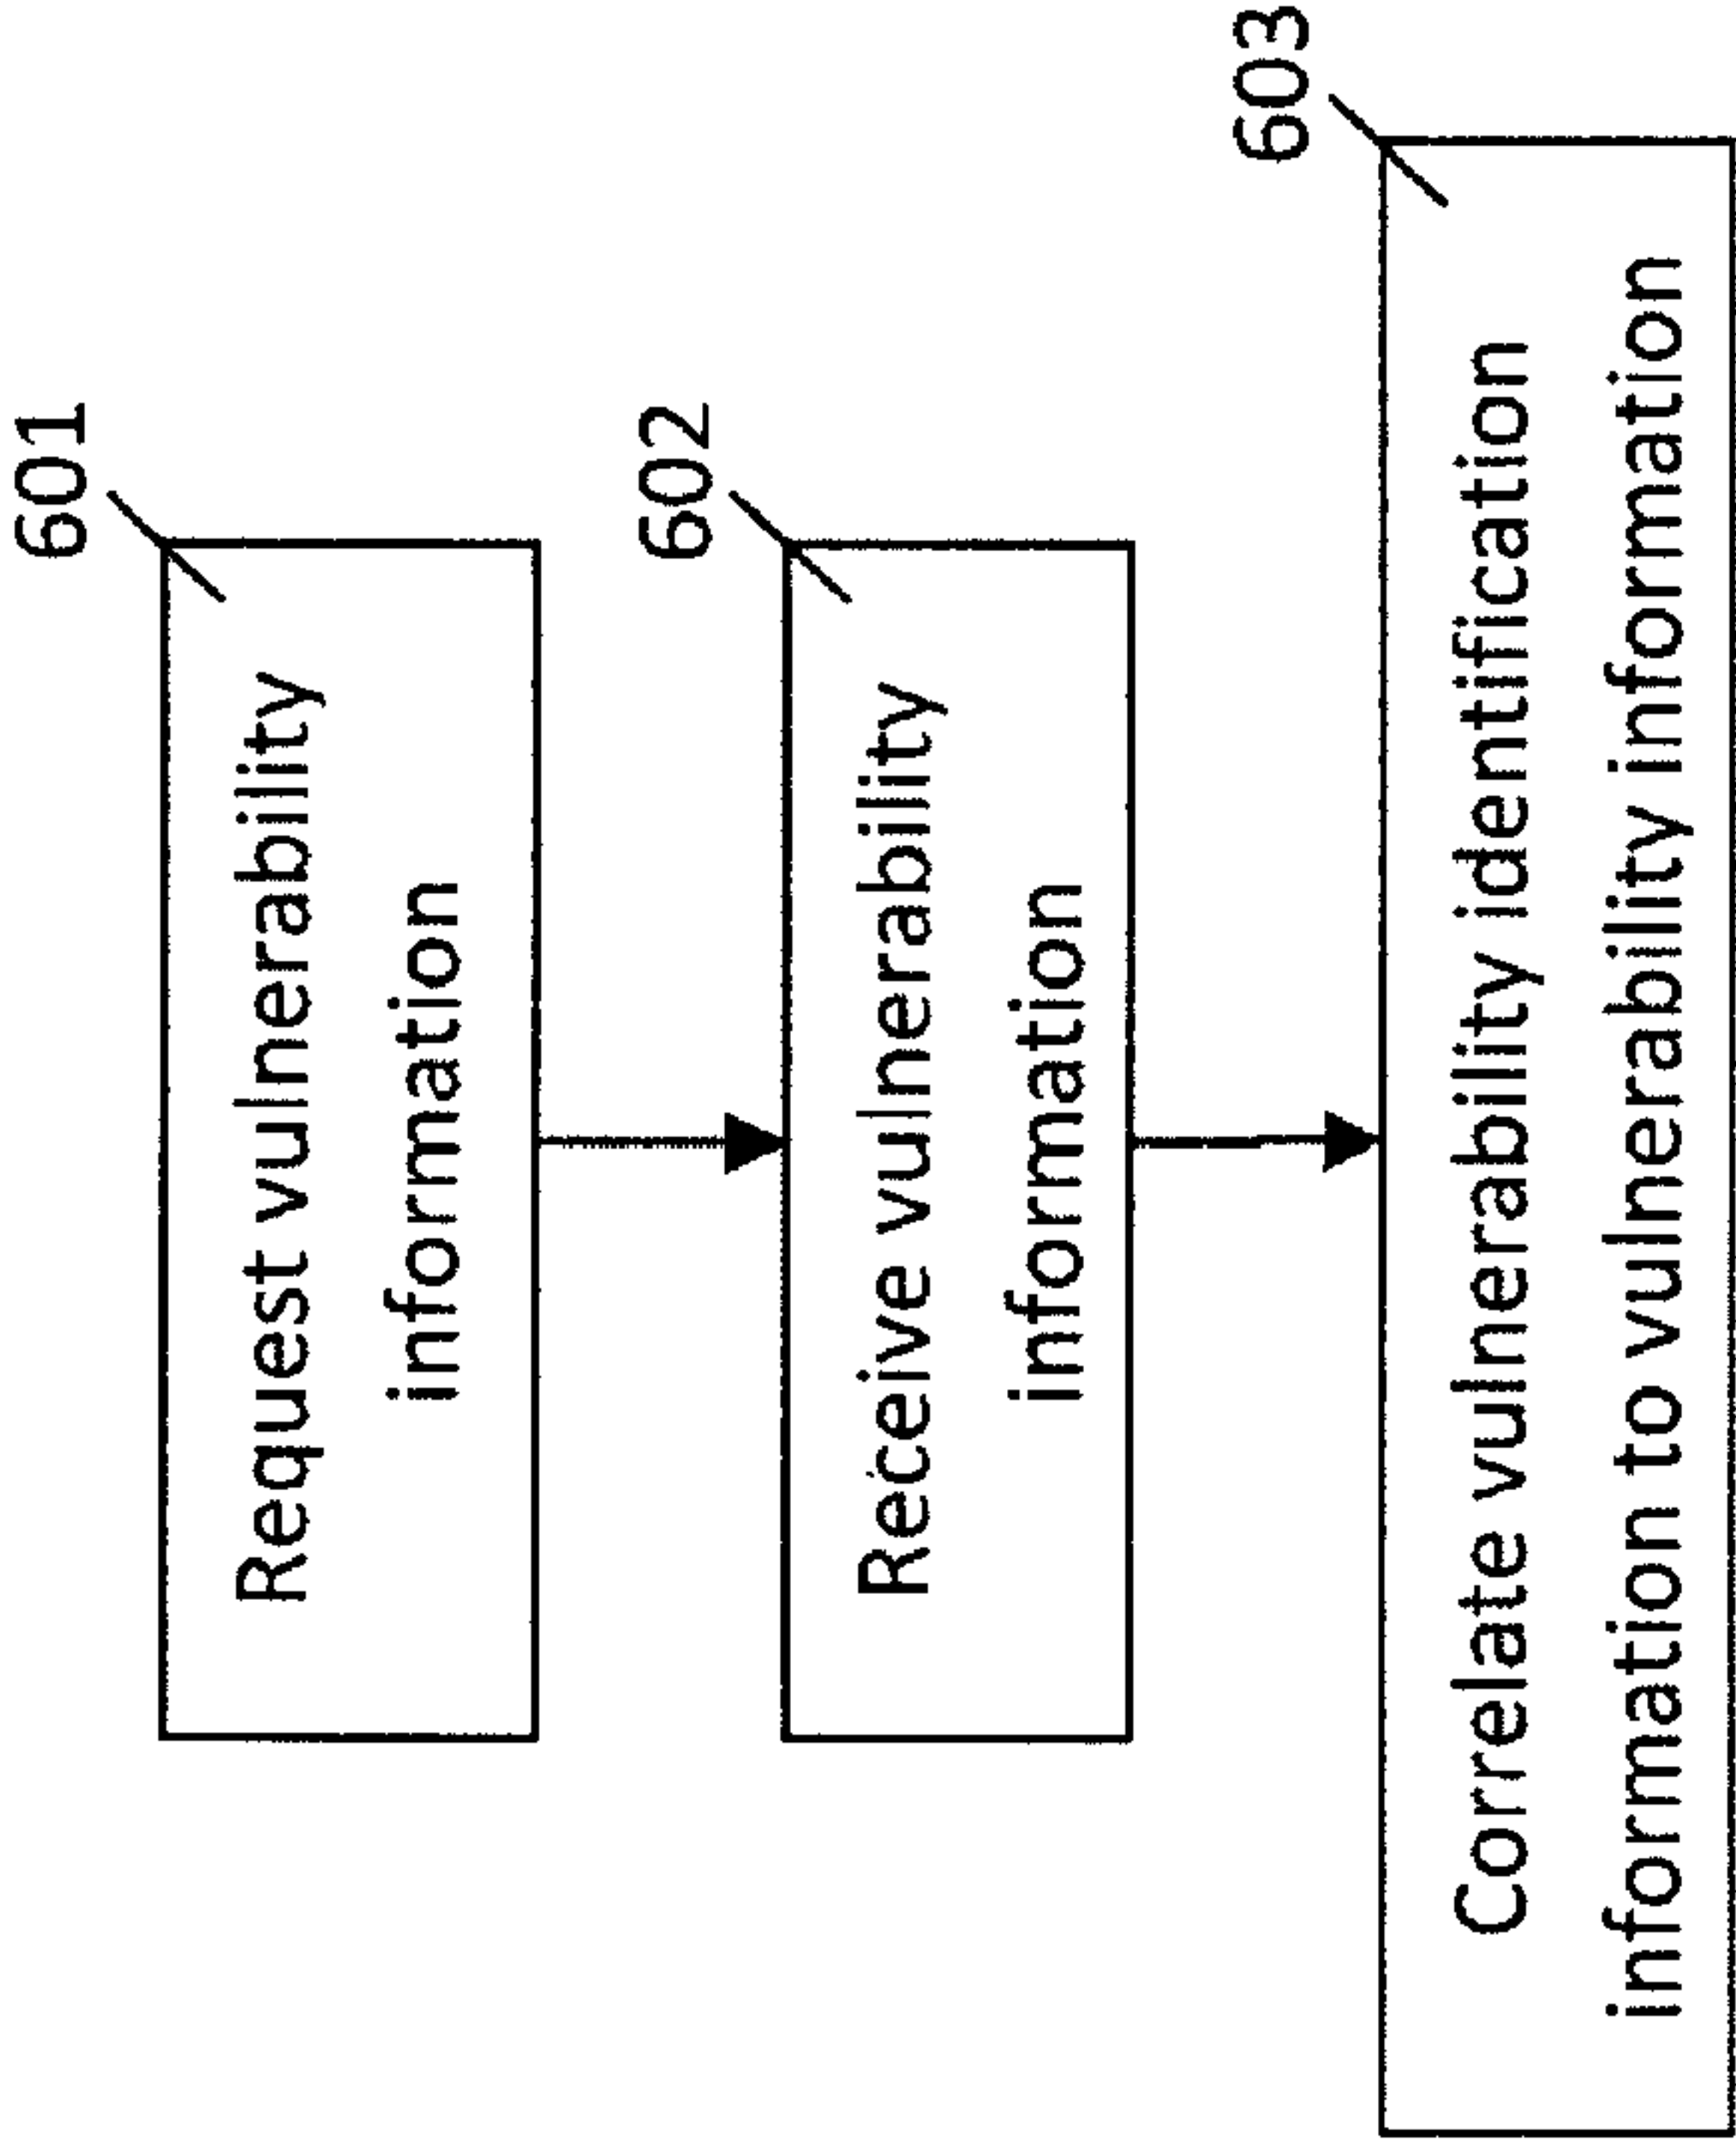 601
Request vulnerability
information
602
Receive vulnerability
information
603
Correlate vulnerability identification
information to vulnerability information